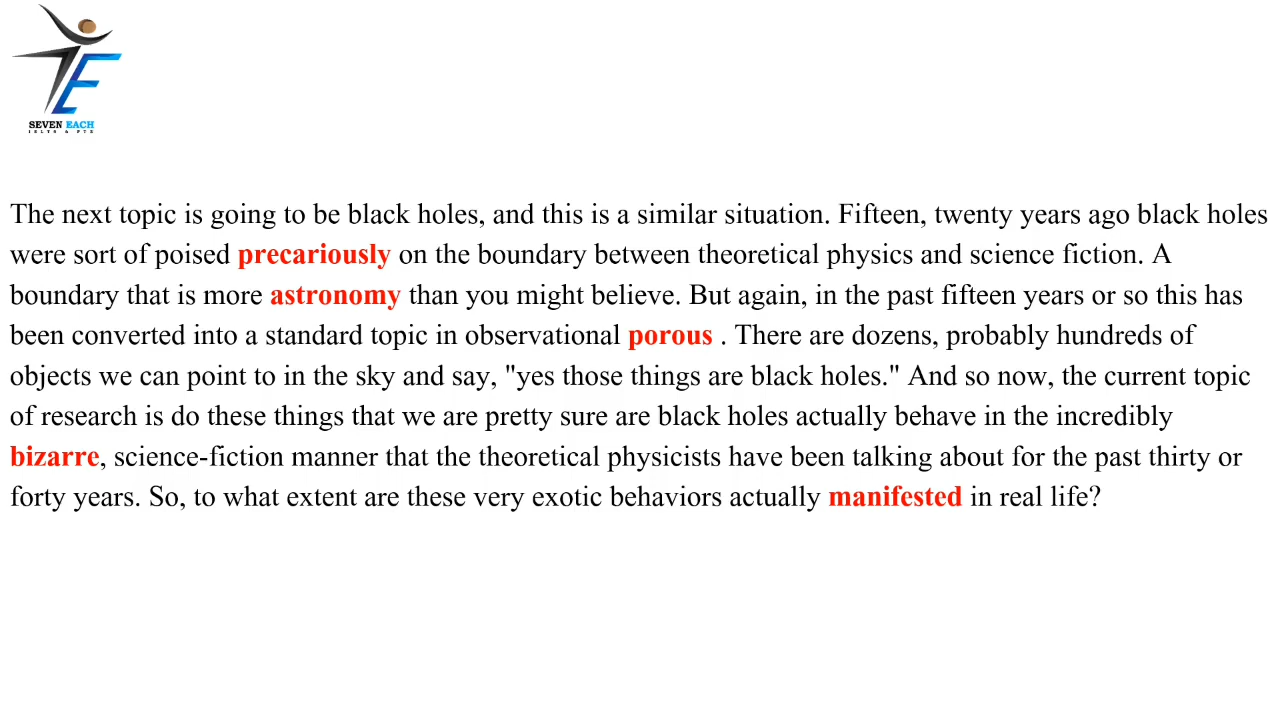 SEVEN EACH
IELTS & PTE
The next topic is going to be black holes, and this is a similar situation. Fifteen, twenty years ago black holes
were sort of poised precariously on the boundary between theoretical physics and science fiction. A
boundary that is more astronomy than you might believe. But again, in the past fifteen years or so this has
been converted into a standard topic in observational porous . There are dozens, probably hundreds of
objects we can point to in the sky and say, "yes those things are black holes." And so now, the current topic
of research is do these things that we are pretty sure are black holes actually behave in the incredibly
bizarre, science-fiction manner that the theoretical physicists have been talking about for the past thirty or
forty years. So, to what extent are these very exotic behaviors actually manifested in real life?